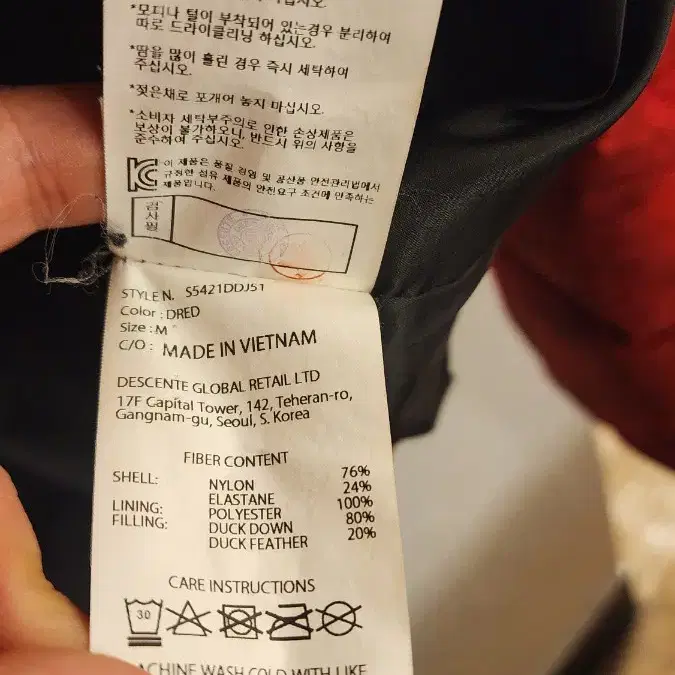 주십시오.
*모피나 털이 부착되어 있는경우 분리하여
따로 드라이클리닝 하십시오.
*땀을 많이 흘린 경우 즉시 세탁하여
주십시오.
*젖은채로 포개어 놓지 마십시오.
*소비자 세탁부주의로 인한 손상제품은
보상이 불가하오니, 반드시 위의 사항을
준수하여 주십시오.
이 제품은 품질 경영 및 공산품 안전관리법에서
규정한 섬유 제품의 안전요구 조건에 만족하는
제품입니다.
검사필
STYLE N. S5421DDJ51
Color : DRED
Size : M
C/O : MADE IN VIETNAM
DESCENTE GLOBAL RETAIL LTD
17F Capital Tower, 142, Teheran-ro,
Gangnam-gu, Seoul, S. Korea
FIBER CONTENT
SHELL: NYLON 76%
ELASTANE 24%
LINING: POLYESTER 100%
FILLING: DUCK DOWN 80%
DUCK FEATHER 20%
CARE INSTRUCTIONS
30
MACHINE WASH COLD WITH LIKE